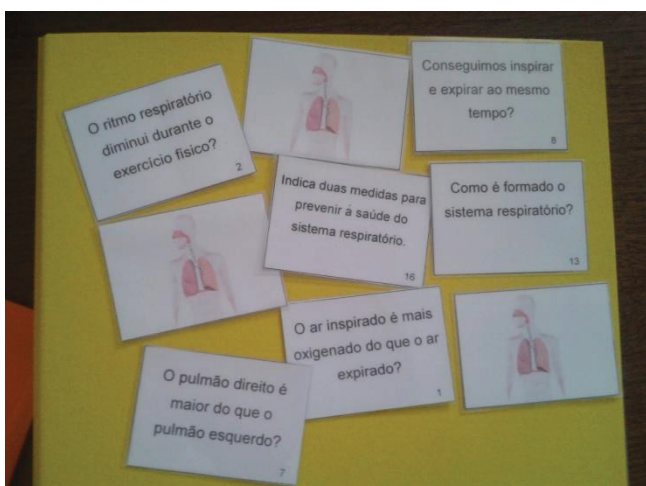 O ritmo respiratório
diminui durante o
exercício físico?
2
Conseguimos inspirar
e expirar ao mesmo
tempo?
8
Indica duas medidas para
prevenir á saúde do
sistema respiratório.
16
Como é formado o
sistema respiratório?
13
O ar inspirado é mais
oxigenado do que o ar
expirado?
1
O pulmão direito é
maior do que o
pulmão esquerdo?
7